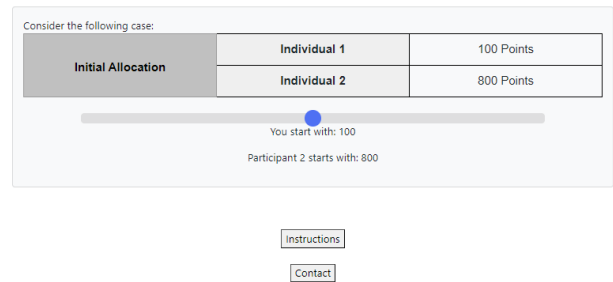 Consider the following case:
Initial Allocation
Individual 1
100 Points
Individual 2
800 Points
You start with: 100
Participant 2 starts with: 800
Instructions
Contact